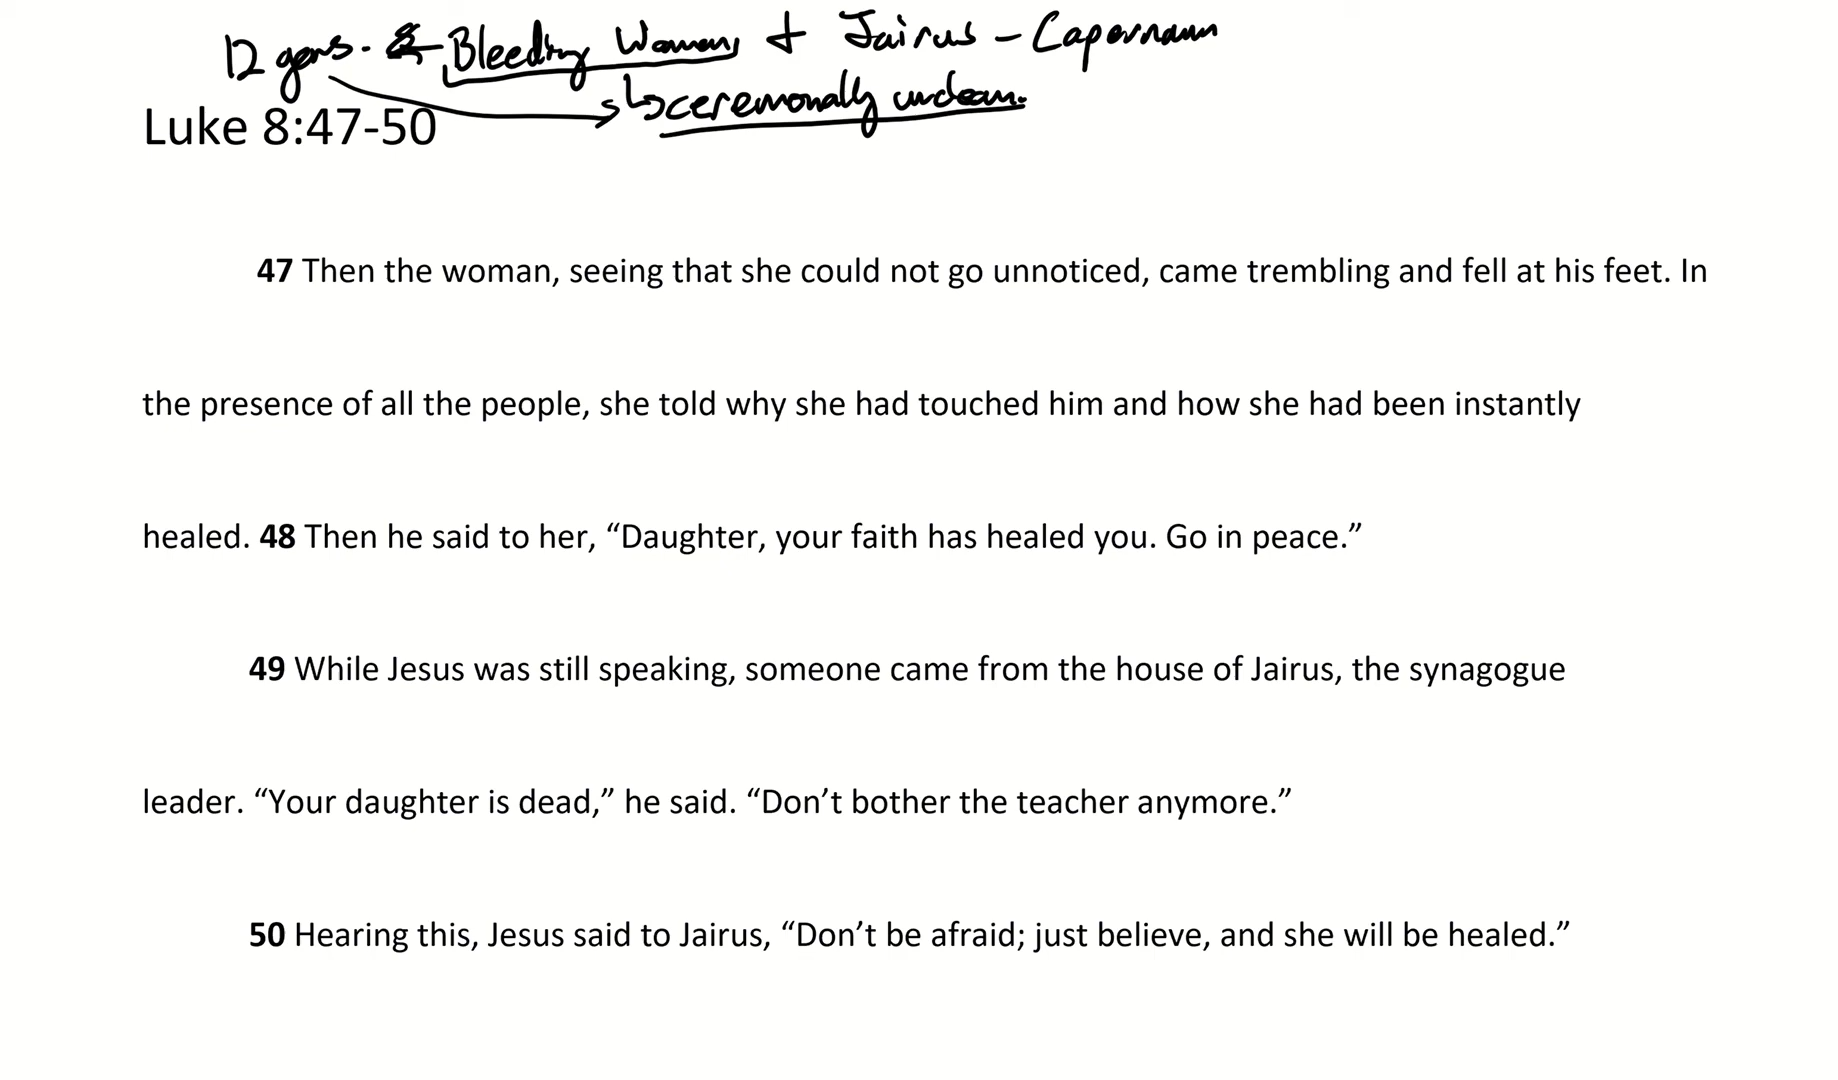 12 years. ← Bleeding Woman + Jairus - Capernaum
↳ ceremonally unclean.
Luke 8:47-50
47 Then the woman, seeing that she could not go unnoticed, came trembling and fell at his feet. In
the presence of all the people, she told why she had touched him and how she had been instantly
healed. 48 Then he said to her, “Daughter, your faith has healed you. Go in peace.”
49 While Jesus was still speaking, someone came from the house of Jairus, the synagogue
leader. “Your daughter is dead,” he said. “Don’t bother the teacher anymore.”
50 Hearing this, Jesus said to Jairus, “Don’t be afraid; just believe, and she will be healed.”